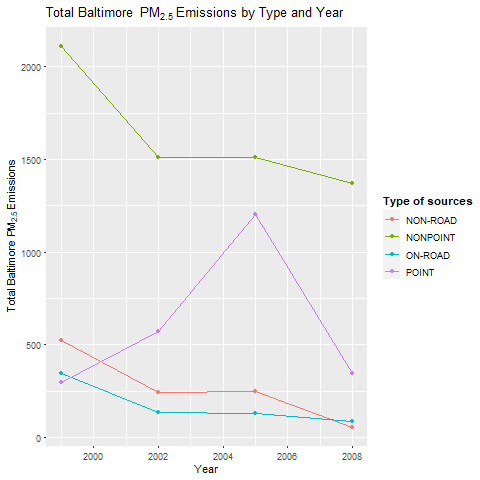 Total Baltimore PM2.5 Emissions by Type and Year
Total Baltimore PM2.5 Emissions
2000
1500
1000
500
0
2000
2002
2004
2006
2008
Year
Type of sources
NON-ROAD
NONPOINT
ON-ROAD
POINT